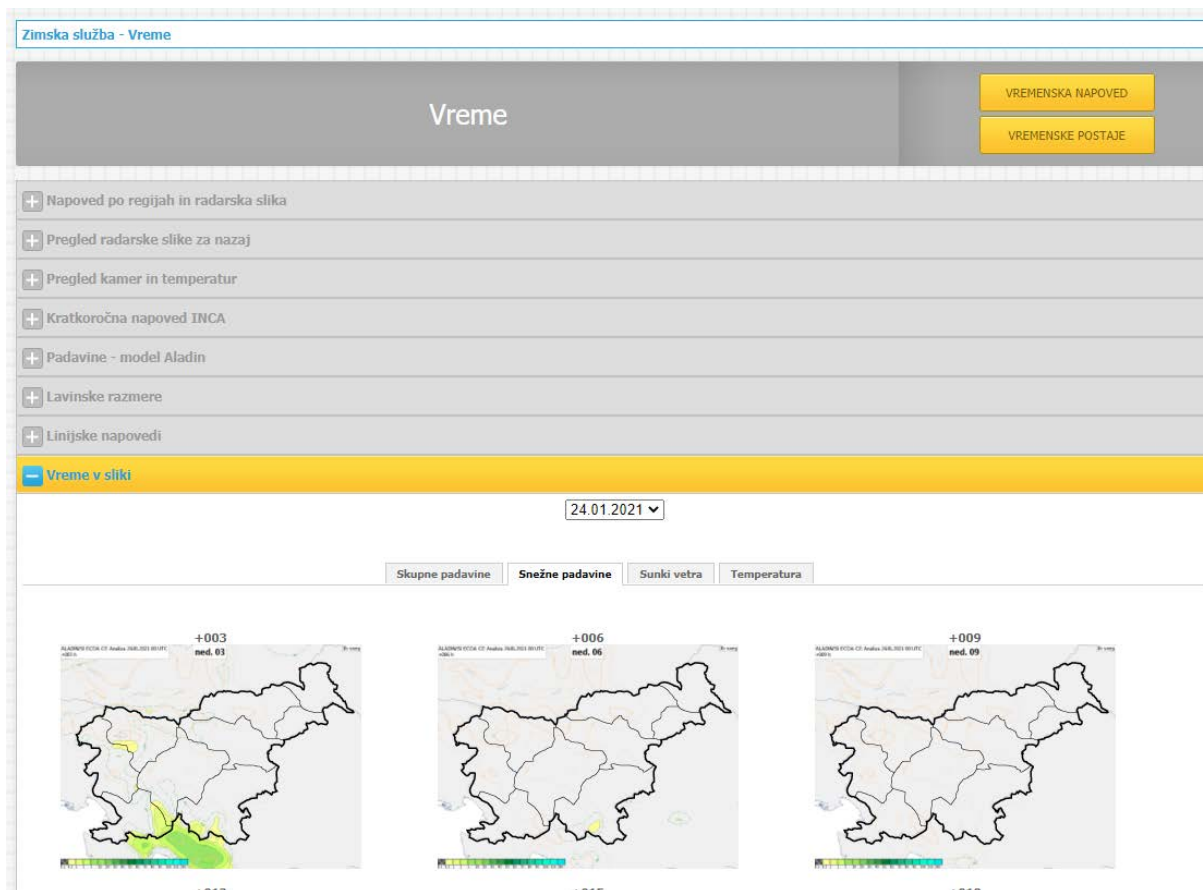 Zimska služba - Vreme
Vreme
VREMENSKA NAPOVED
VREMENSKE POSTAJE
Napoved po regijah in radarska slika
Pregled radarske slike za nazaj
Pregled kamer in temperatur
Kratkoročna napoved INCA
Padavine - model Aladin
Lavinske razmere
Linijske napovedi
Vreme v sliki
24.01.2021
Skupne padavine Snežne padavine Sunki vetra Temperatura
+003 +006 +009
ned. 03 ned. 06 ned. 09